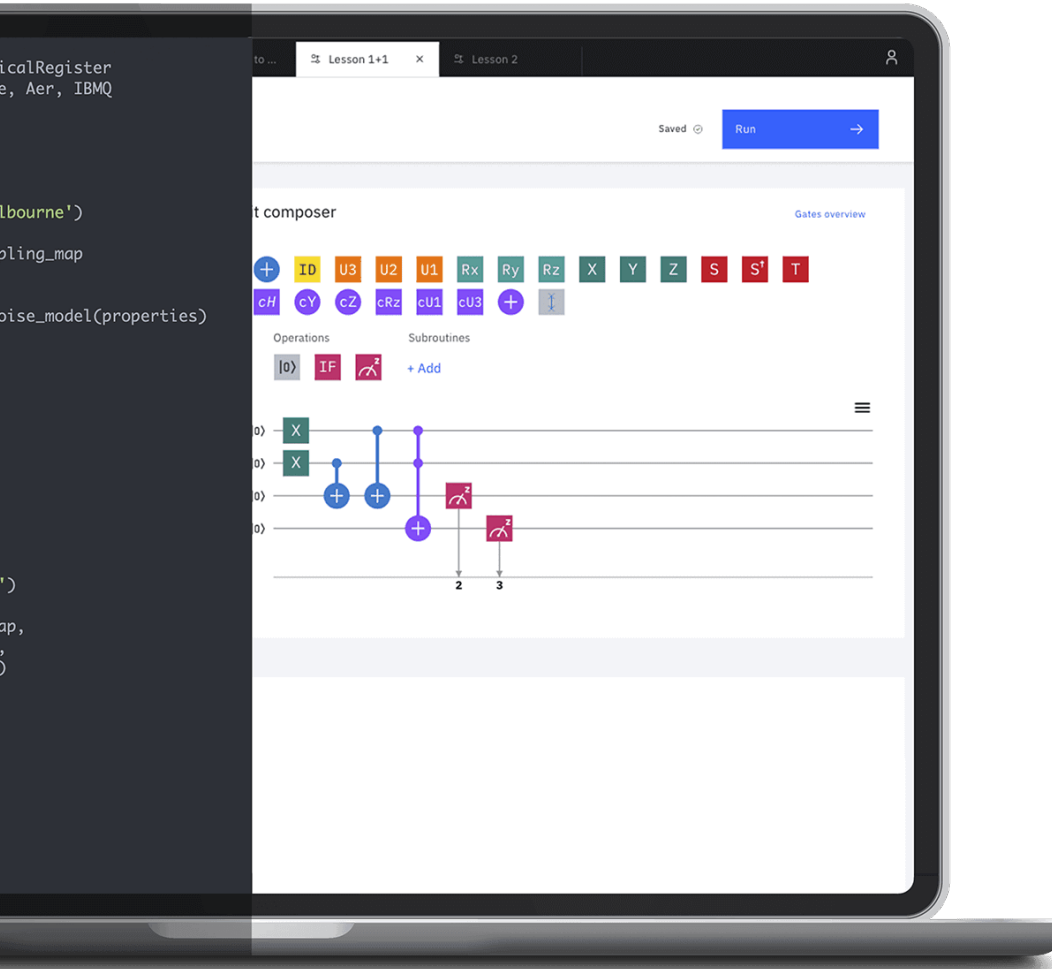 icalRegister
e, Aer, IBMQ
lbourne')
pling_map
oise_model(properties)
')
ap,
,
)
to ...
Lesson 1+1 ×
Lesson 2
Saved
Run →
t composer
Gates overview
+ ID U3 U2 U1 Rx Ry Rz X Y Z S S† T
cH cY cZ cRz cU1 cU3 +
Operations
Subroutines
|0⟩ IF z
+ Add
0⟩ X
0⟩ X
0⟩ + + z
0⟩ + z
2 3